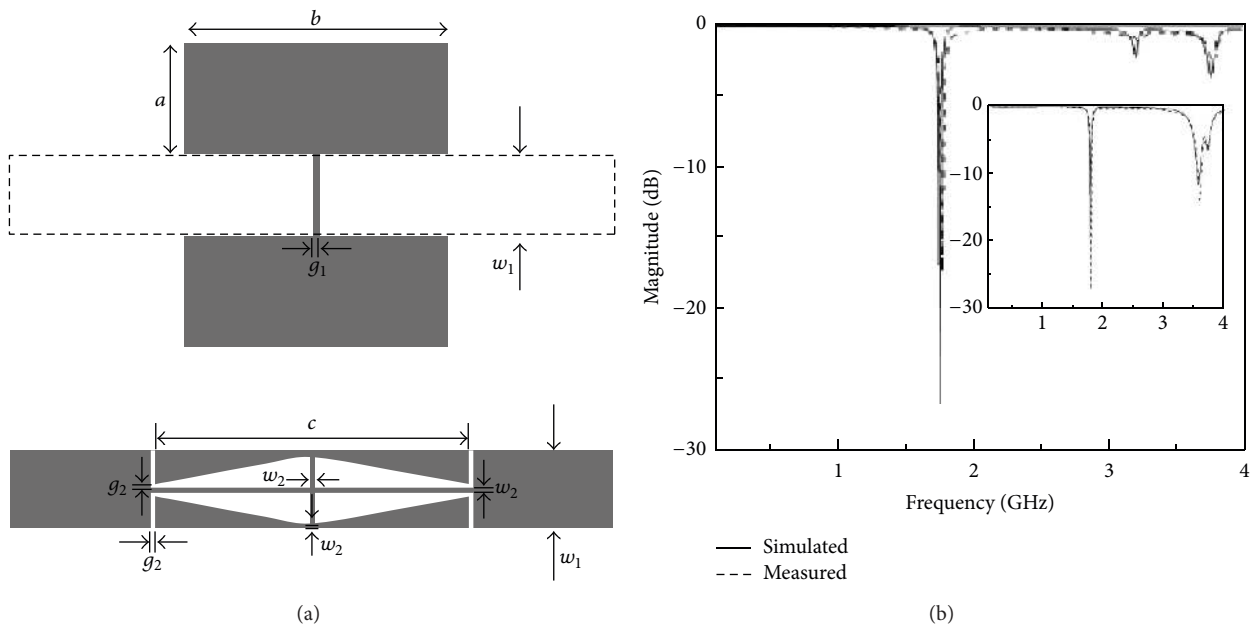 b
a
g1
w1
c
g2
w2
w2
w2
g2
w1
(a)
0
−10
−20
−30
Magnitude (dB)
1
2
3
4
Frequency (GHz)
0
−10
−20
−30
1
2
3
4
Simulated
Measured
(b)